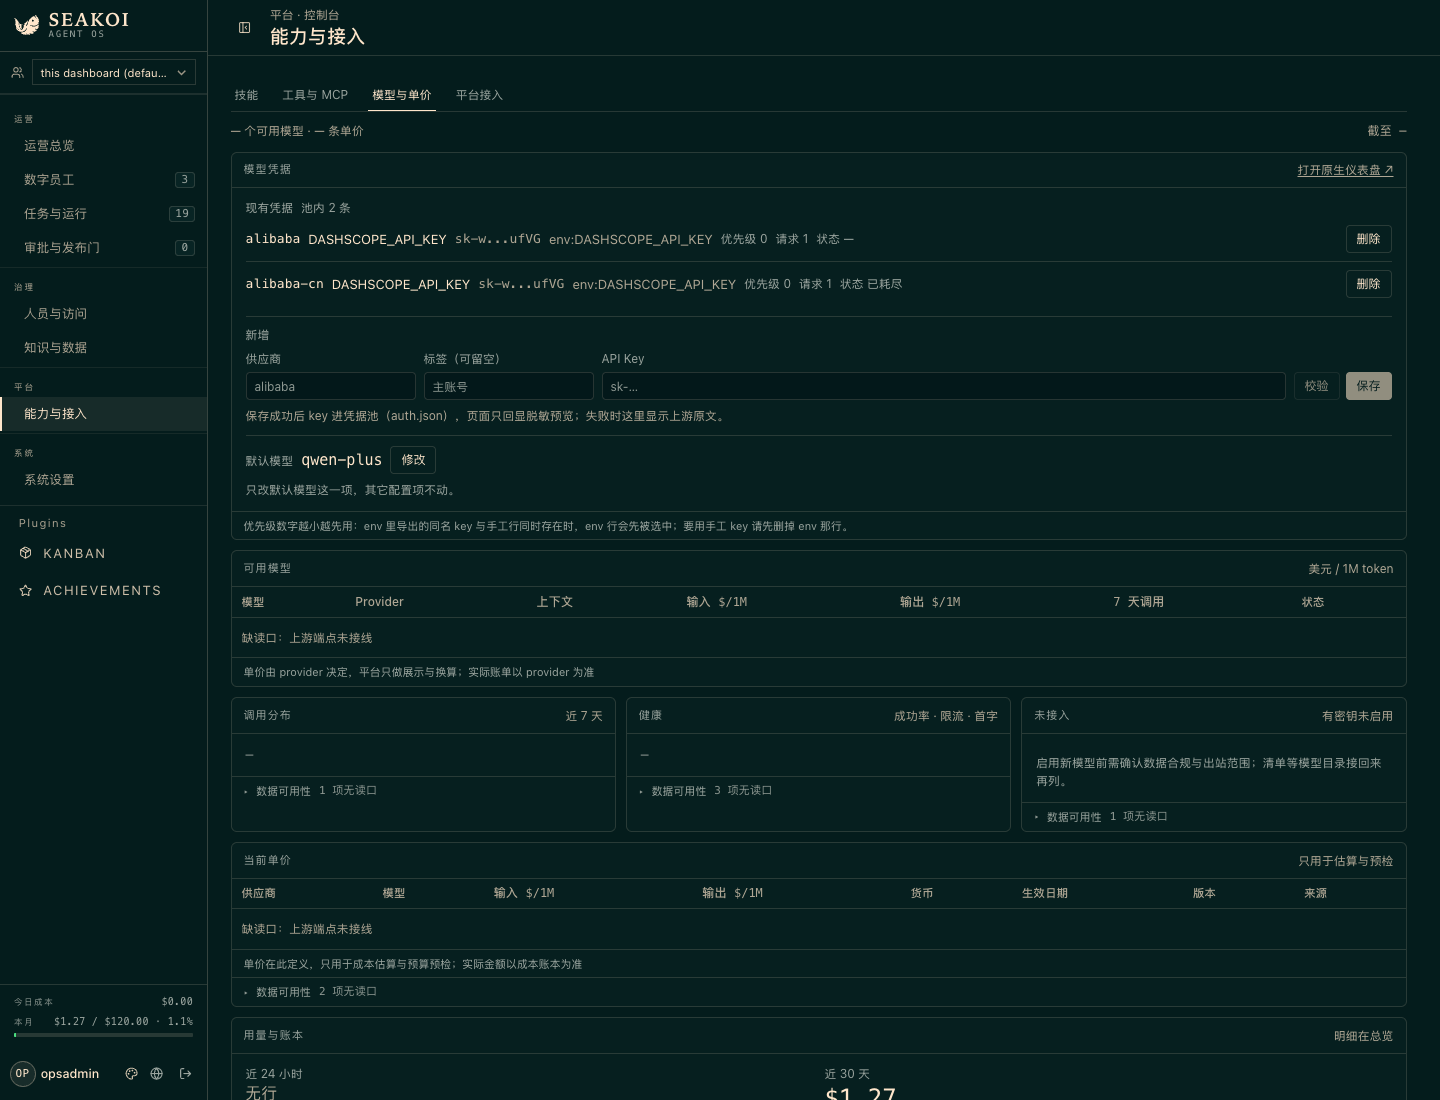 SEAKOI
AGENT OS
this dashboard (defau...
运营
运营总览
数字员工 3
任务与运行 19
审批与发布门 0
治理
人员与访问
知识与数据
平台
能力与接入
系统
系统设置
Plugins
KANBAN
ACHIEVEMENTS
今日成本 $0.00
本月 $1.27 / $120.00 · 1.1%
OP opsadmin
平台 · 控制台
能力与接入
技能 工具与 MCP 模型与单价 平台接入
— 个可用模型 · — 条单价 截至 —
模型凭据 打开原生仪表盘 ↗
现有凭据 池内 2 条
alibaba DASHSCOPE_API_KEY sk-w...ufVG env:DASHSCOPE_API_KEY 优先级 0 请求 1 状态 — 删除
alibaba-cn DASHSCOPE_API_KEY sk-w...ufVG env:DASHSCOPE_API_KEY 优先级 0 请求 1 状态 已耗尽 删除
新增
供应商 标签（可留空） API Key
alibaba 主账号 sk-... 校验 保存
保存成功后 key 进凭据池（auth.json），页面只回显脱敏预览；失败时这里显示上游原文。
默认模型 qwen-plus 修改
只改默认模型这一项，其它配置项不动。
优先级数字越小越先用：env 里导出的同名 key 与手工行同时存在时，env 行会先被选中；要用手工 key 请先删掉 env 那行。
可用模型 美元 / 1M token
模型 Provider 上下文 输入 $/1M 输出 $/1M 7 天调用 状态
缺读口：上游端点未接线
单价由 provider 决定，平台只做展示与换算；实际账单以 provider 为准
调用分布 近 7 天
—
▸ 数据可用性 1 项无读口
健康 成功率 · 限流 · 首字
—
▸ 数据可用性 3 项无读口
未接入 有密钥未启用
启用新模型前需确认数据合规与出站范围；清单等模型目录接回来
再列。
▸ 数据可用性 1 项无读口
当前单价 只用于估算与预检
供应商 模型 输入 $/1M 输出 $/1M 货币 生效日期 版本 来源
缺读口：上游端点未接线
单价在此定义，只用于成本估算与预算预检；实际金额以成本账本为准
▸ 数据可用性 2 项无读口
用量与账本 明细在总览
近 24 小时 近 30 天
无行 $1.27